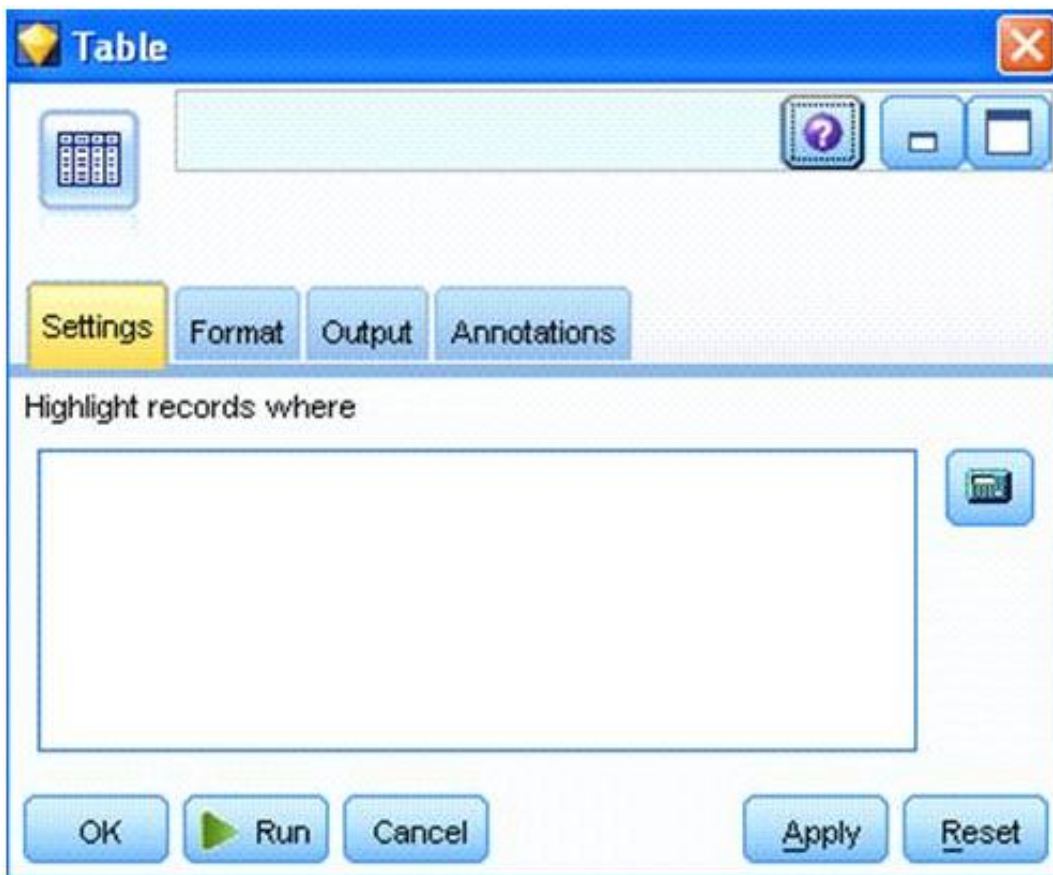 Table
?
Settings Format Output Annotations
Highlight records where
OK Run Cancel Apply Reset